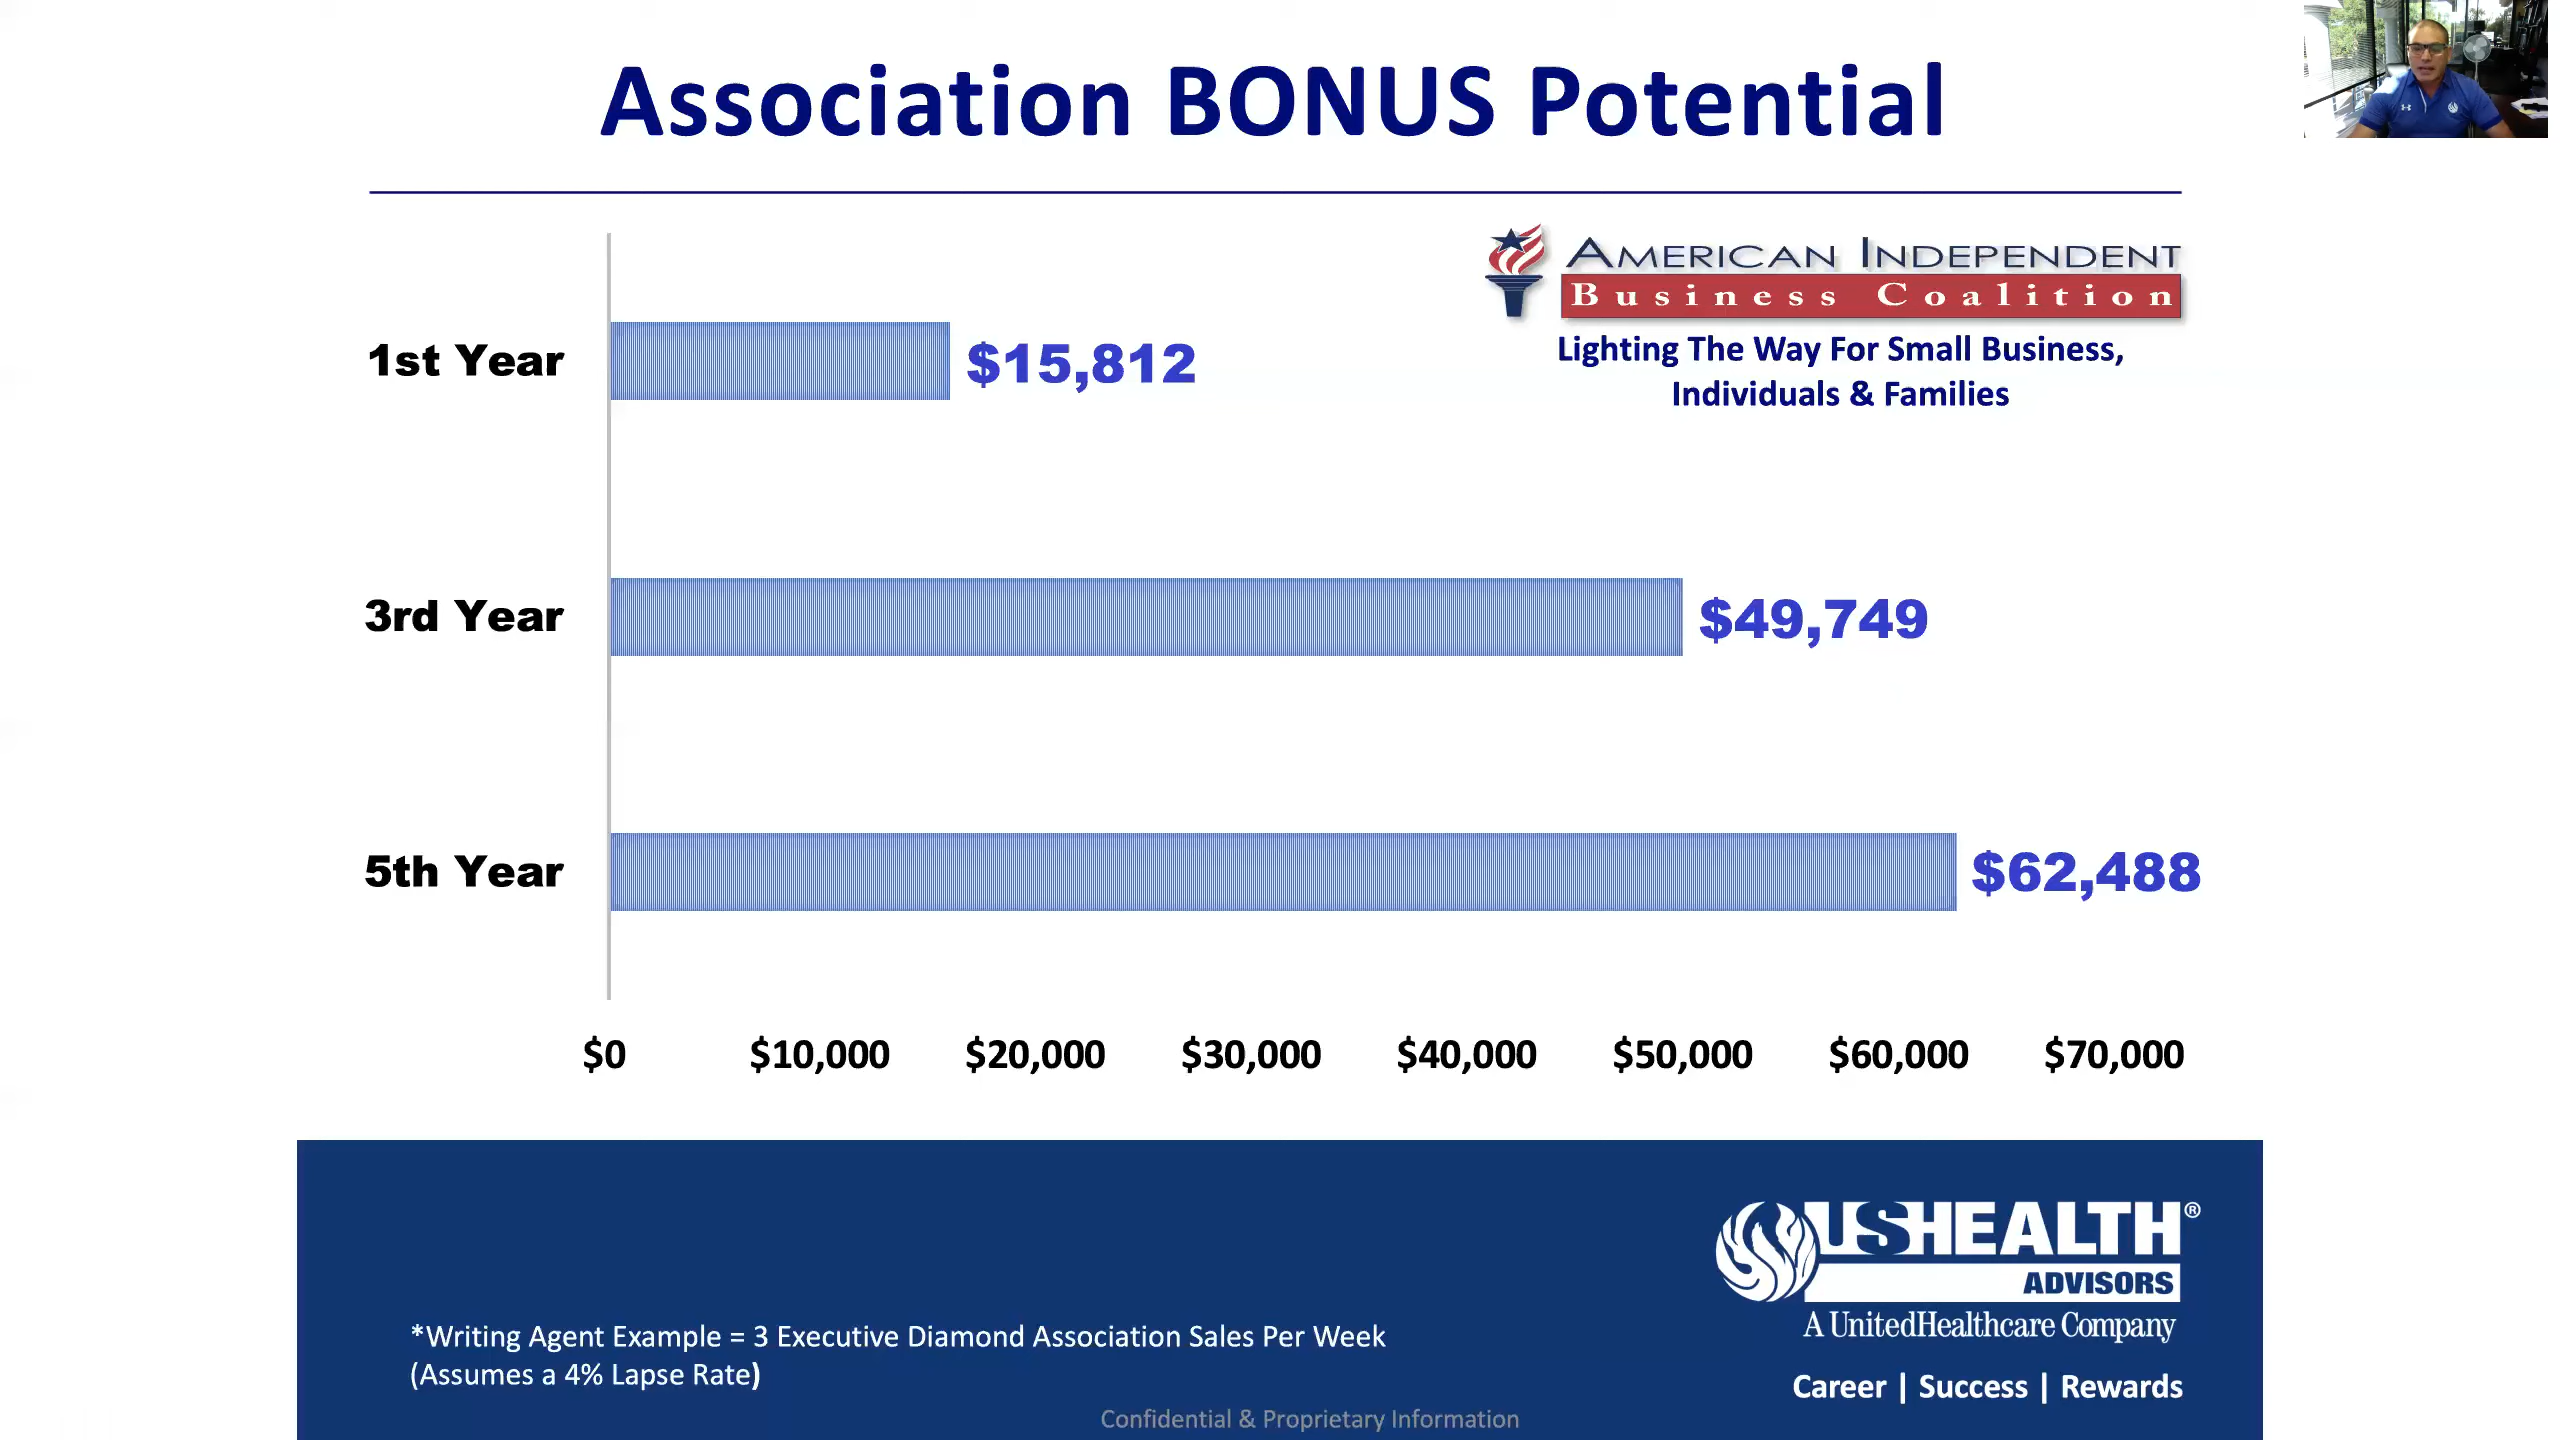 Association BONUS Potential
AMERICAN INDEPENDENT
Business Coalition
Lighting The Way For Small Business,
Individuals & Families
1st Year
$15,812
3rd Year
$49,749
5th Year
$62,488
$0 $10,000 $20,000 $30,000 $40,000 $50,000 $60,000 $70,000
USHEALTH®
ADVISORS
A UnitedHealthcare Company
Career | Success | Rewards
*Writing Agent Example = 3 Executive Diamond Association Sales Per Week
(Assumes a 4% Lapse Rate)
Confidential & Proprietary Information